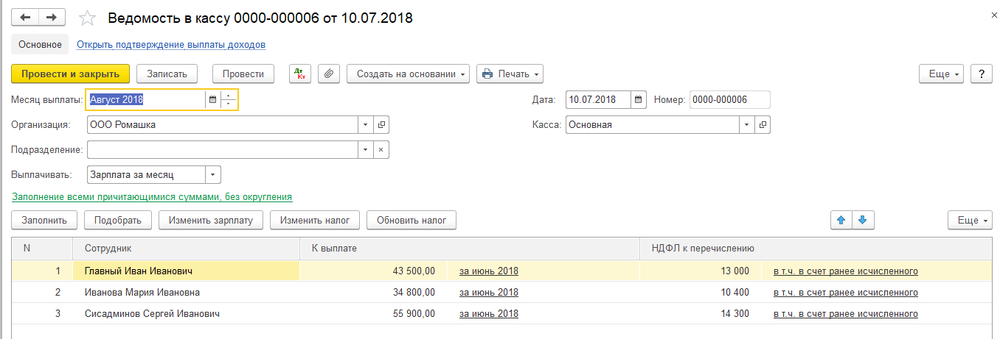 Ведомость в кассу 0000-000006 от 10.07.2018
Основное Открыть подтверждение выплаты доходов
Провести и закрыть Записать Провести Дт Кт Создать на основании Печать Еще ?
Месяц выплаты: Август 2018 Дата: 10.07.2018 Номер: 0000-000006
Организация: ООО Ромашка Касса: Основная
Подразделение:
Выплачивать: Зарплата за месяц
Заполнение всеми причитающимися суммами, без округления
Заполнить Подобрать Изменить зарплату Изменить налог Обновить налог Еще
N Сотрудник К выплате НДФЛ к перечислению
1 Главный Иван Иванович 43 500,00 за июнь 2018 13 000 в т.ч. в счет ранее исчисленного
2 Иванова Мария Ивановна 34 800,00 за июнь 2018 10 400 в т.ч. в счет ранее исчисленного
3 Сисадминов Сергей Иванович 55 900,00 за июнь 2018 14 300 в т.ч. в счет ранее исчисленного